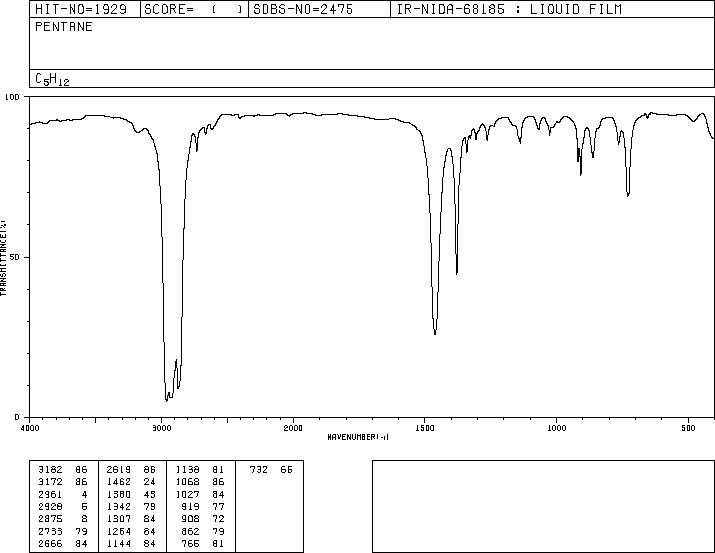 HIT-NO=1929 SCORE= ( ) SDBS-NO=2475 IR-NIDA-68185 : LIQUID FILM
PENTANE
C5H12
100
50
0
TRANSMITTANCE(%)
4000 3000 2000 1500 1000 500
WAVENUMBER(-1)
3182 86 2619 86 1138 81 732 66
3172 86 1462 24 1068 86
2961 4 1380 43 1027 84
2928 6 1342 79 919 77
2875 8 1307 84 908 72
2733 79 1264 84 862 79
2666 84 1144 84 766 81